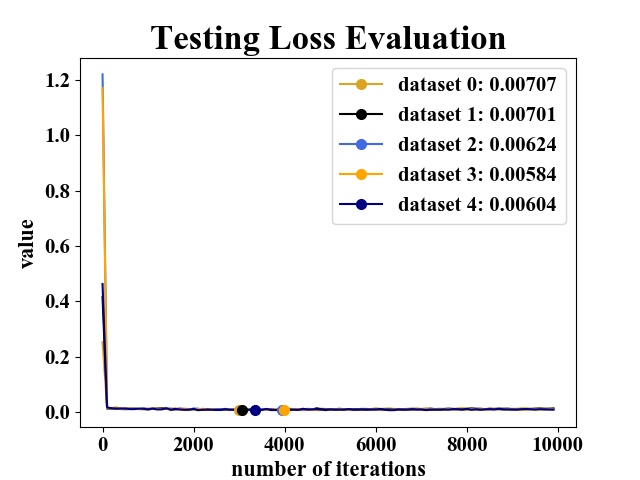 Testing Loss Evaluation
dataset 0: 0.00707
dataset 1: 0.00701
dataset 2: 0.00624
dataset 3: 0.00584
dataset 4: 0.00604
value
1.2
1.0
0.8
0.6
0.4
0.2
0.0
0
2000
4000
6000
8000
10000
number of iterations